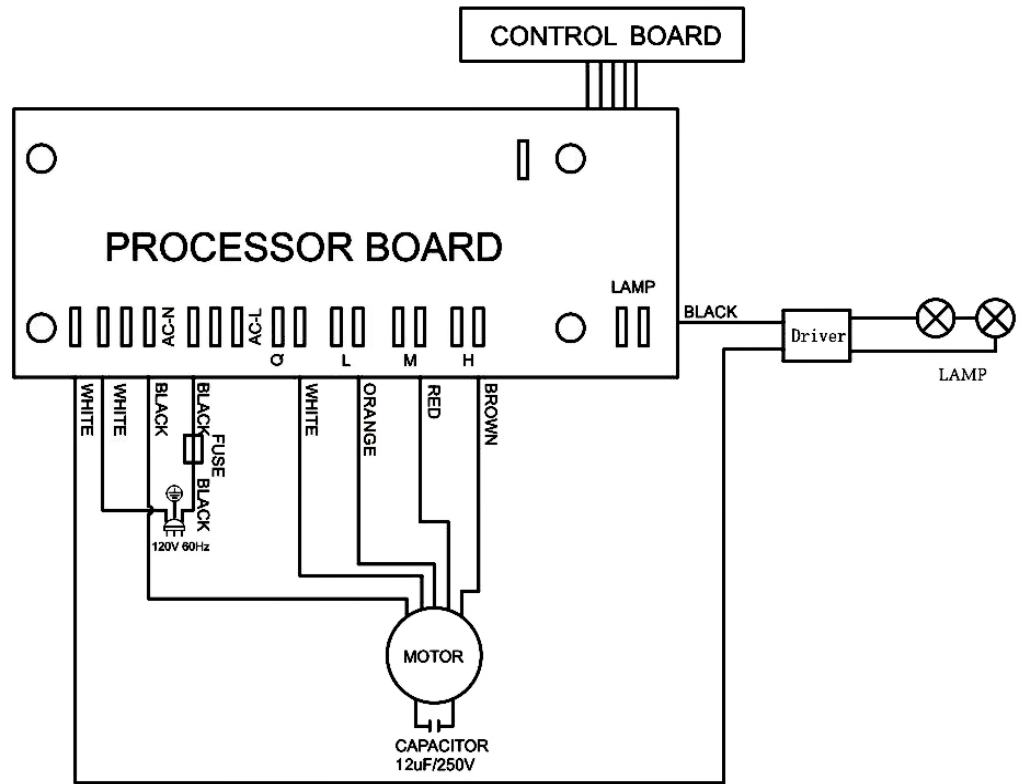 CONTROL BOARD
PROCESSOR BOARD
LAMP
AC-N
AC-L
L
M
H
BLACK
Driver
LAMP
WHITE
WHITE
BLACK
BLACK
FUSE
BLACK
WHITE
ORANGE
RED
BROWN
120V 60Hz
MOTOR
CAPACITOR
12uF/250V